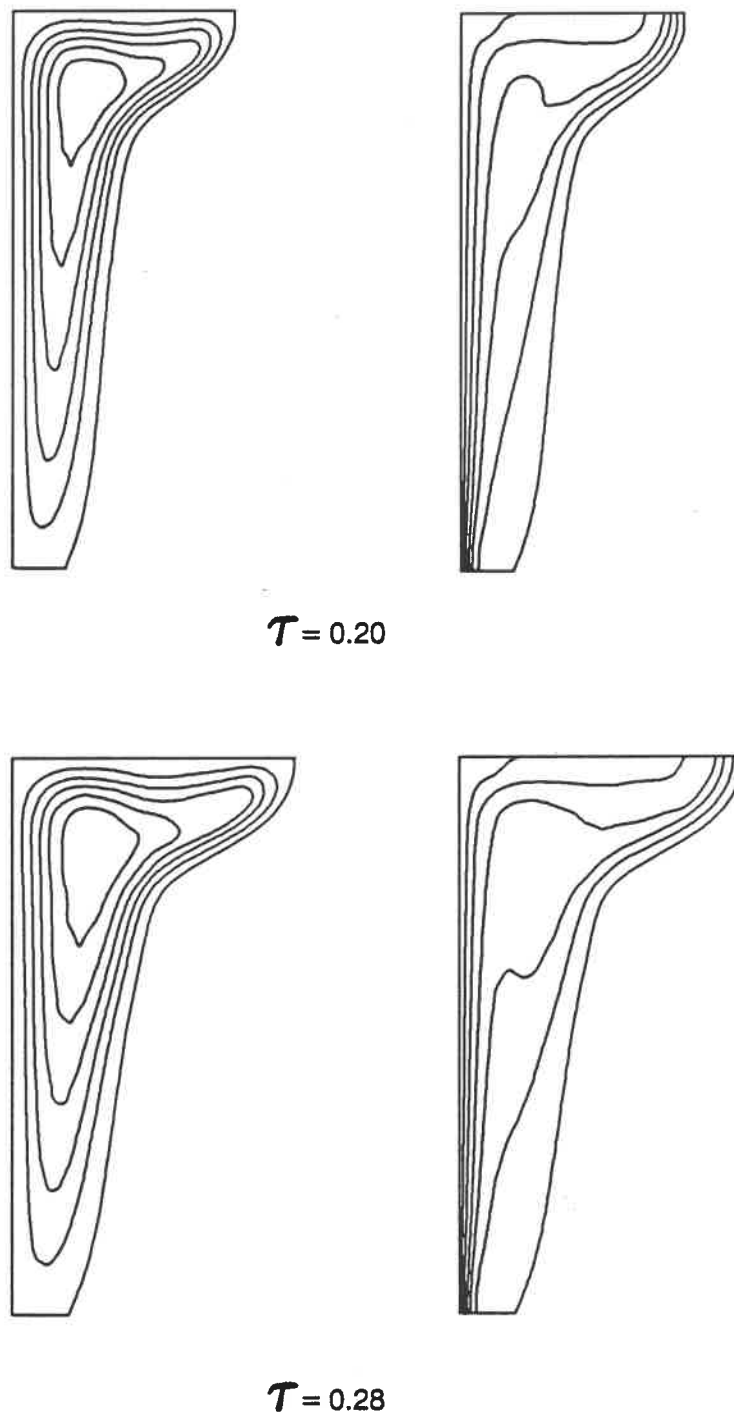 τ = 0.20
τ = 0.28